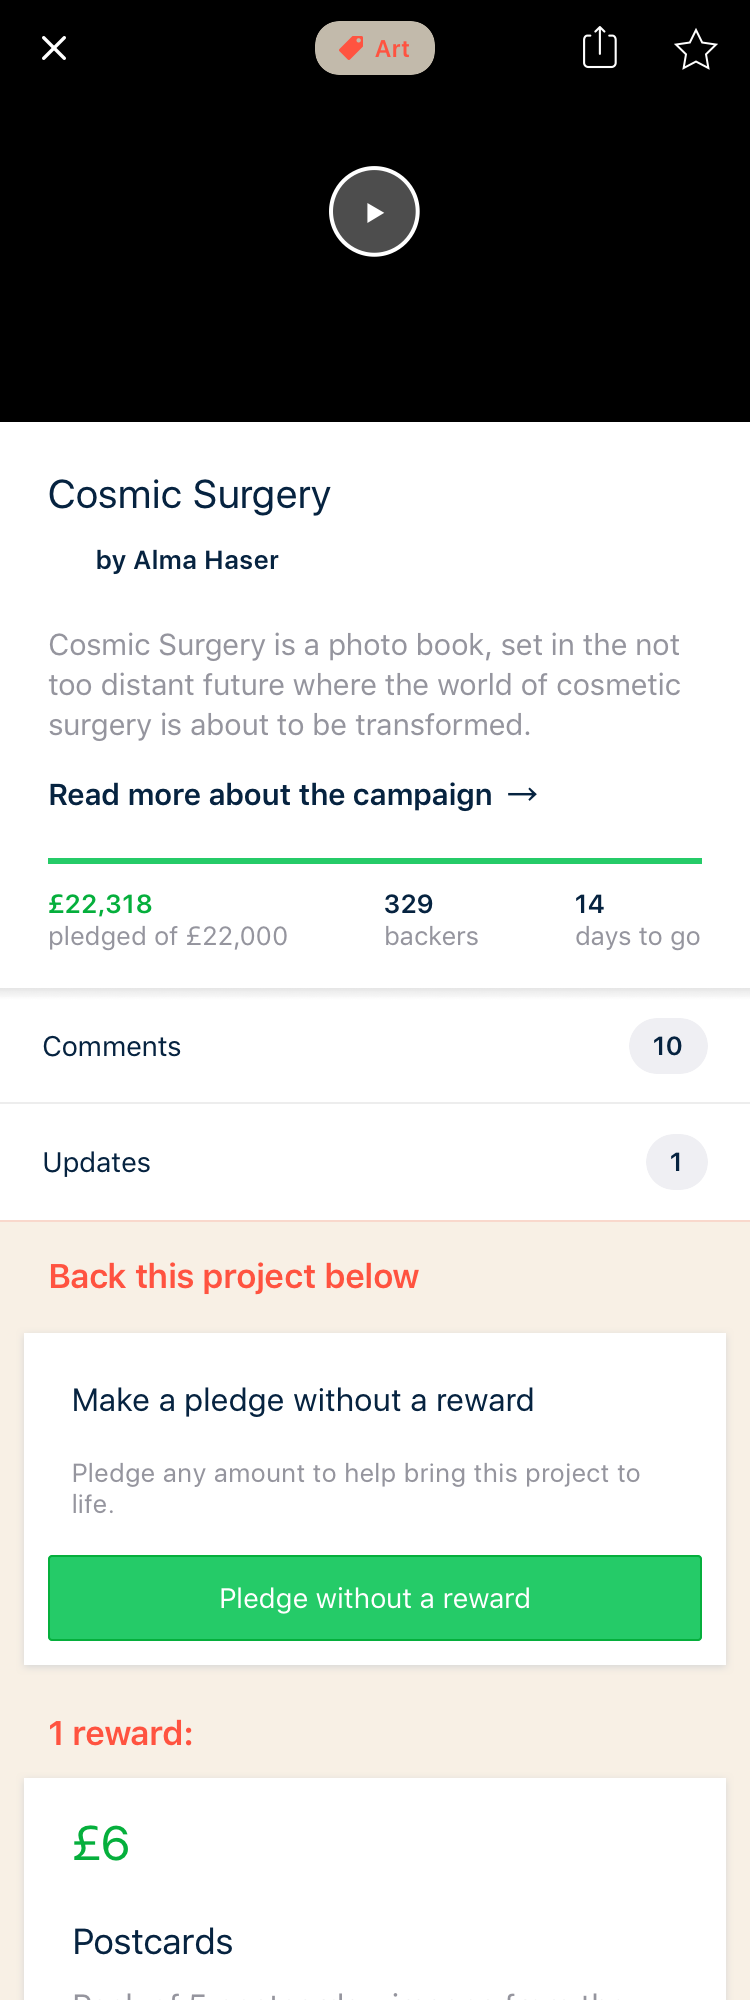 Art
Cosmic Surgery
by Alma Haser
Cosmic Surgery is a photo book, set in the not
too distant future where the world of cosmetic
surgery is about to be transformed.
Read more about the campaign →
£22,318
pledged of £22,000
329
backers
14
days to go
Comments
10
Updates
1
Back this project below
Make a pledge without a reward
Pledge any amount to help bring this project to
life.
Pledge without a reward
1 reward:
£6
Postcards